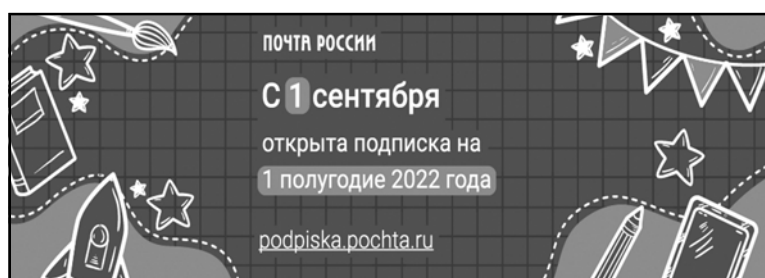 ПОЧТА РОССИИ
С 1 сентября
открыта подписка на
1 полугодие 2022 года
podpiska.pochta.ru